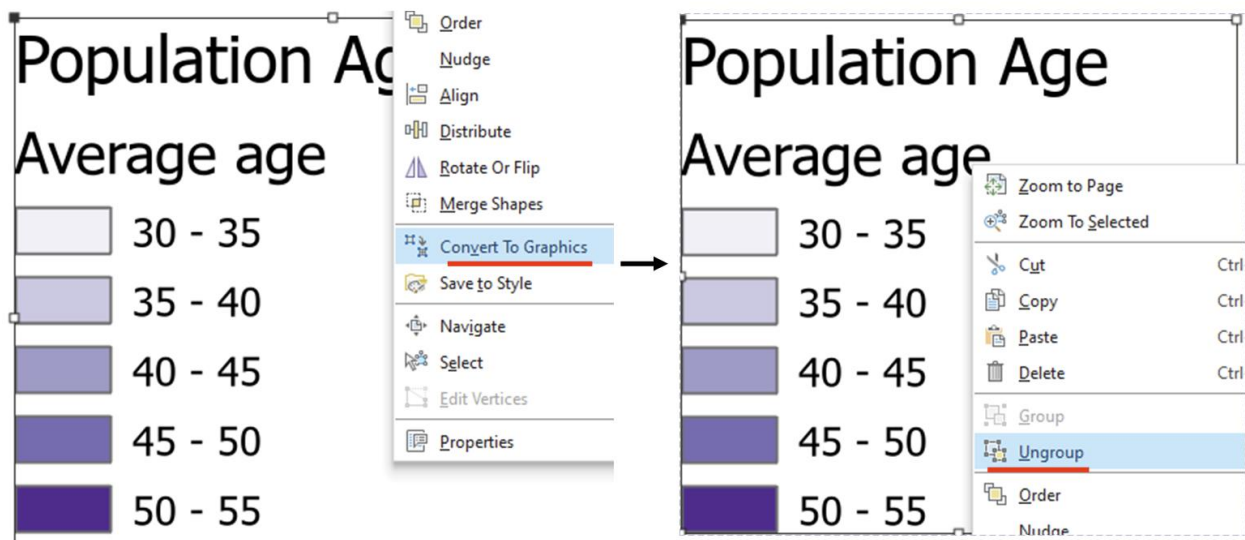 Population Ag
Average age
30 - 35
35 - 40
40 - 45
45 - 50
50 - 55
Order
Nudge
Align
Distribute
Rotate Or Flip
Merge Shapes
Convert To Graphics
Save to Style
Navigate
Select
Edit Vertices
Properties
Population Age
Average age
30 - 35
35 - 40
40 - 45
45 - 50
50 - 55
Zoom to Page
Zoom To Selected
Cut Ctrl
Copy Ctrl
Paste Ctrl
Delete Ctrl
Group
Ungroup
Order
Nudge